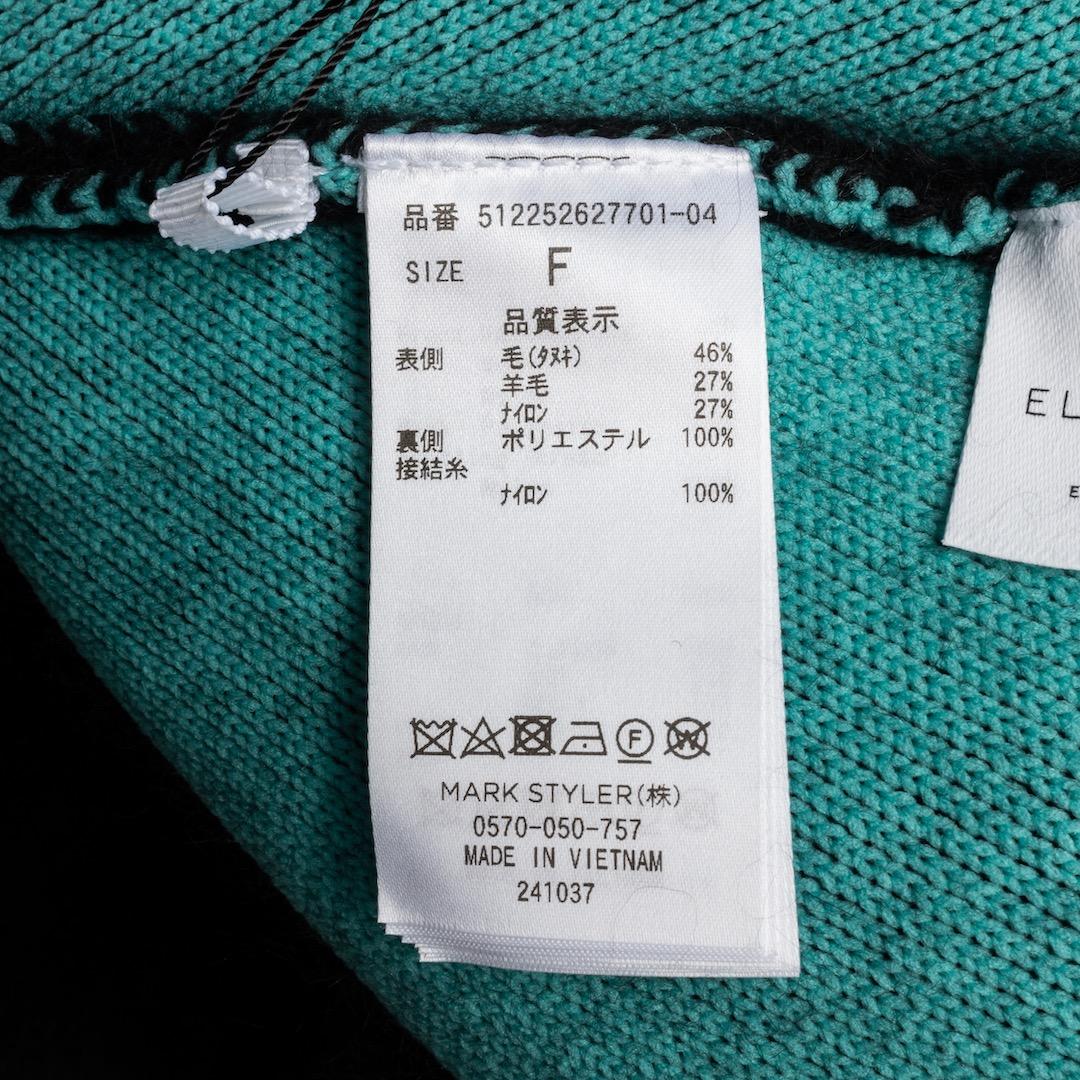 品番 512252627701-04
SIZE F
品質表示
表側 毛(ﾀﾇｷ) 46%
羊毛 27%
ﾅｲﾛﾝ 27%
裏側 ポリエステル 100%
接結糸
ﾅｲﾛﾝ 100%
F W
MARK STYLER(株)
0570-050-757
MADE IN VIETNAM
241037
EL
E